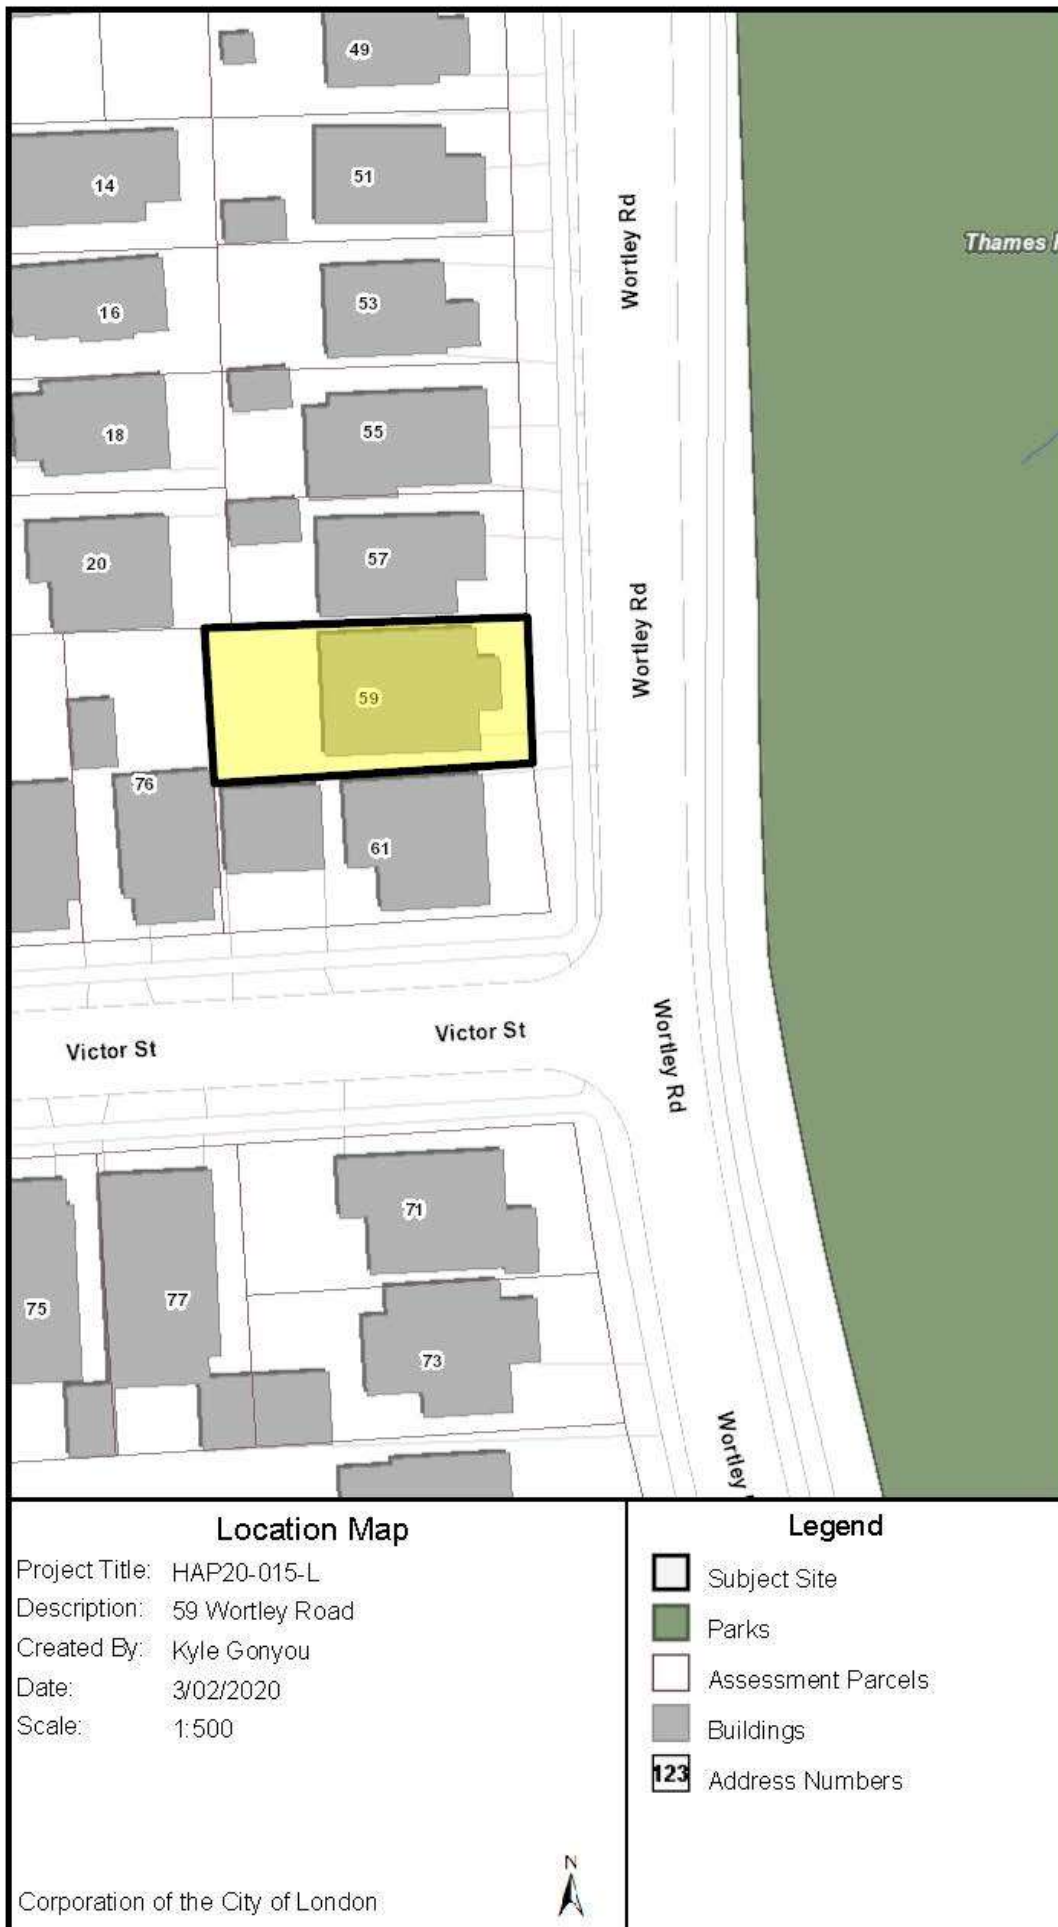 49
14
51
Wortley Rd
Thames
16
53
18
55
20
57
Wortley Rd
59
76
61
Victor St
Victor St
Wortley Rd
71
75
77
73
Wortley
Location Map
Project Title: HAP20-015-L
Description: 59 Wortley Road
Created By: Kyle Gonyou
Date: 3/02/2020
Scale: 1:500
Corporation of the City of London
N
Legend
Subject Site
Parks
Assessment Parcels
Buildings
123 Address Numbers